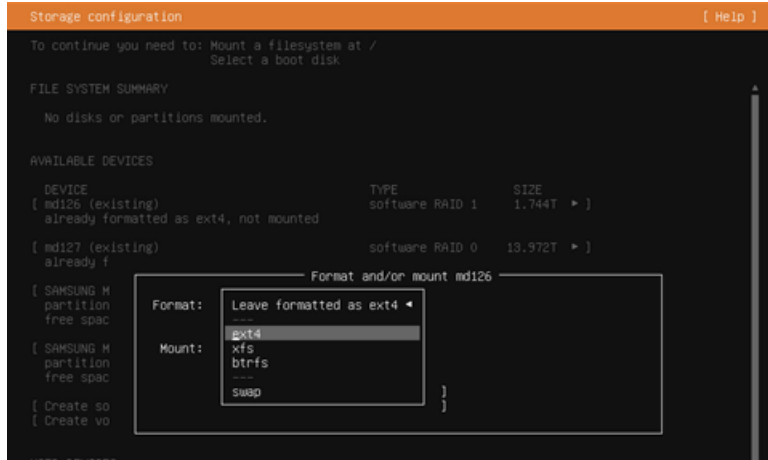 Storage configuration [ Help ]
To continue you need to: Mount a filesystem at /
Select a boot disk
FILE SYSTEM SUMMARY
No disks or partitions mounted.
AVAILABLE DEVICES
DEVICE TYPE SIZE
[ md126 (existing) software RAID 1 1.744T ► ]
already formatted as ext4, not mounted
[ md127 (existing) software RAID 0 13.972T ► ]
already f
Format and/or mount md126
[ SAMSUNG M
partition
free spac
Format: Leave formatted as ext4 ◄
---
ext4
[ SAMSUNG M
partition
free spac
Mount: xfs
btrfs
---
swap ]
[ Create so ]
[ Create vo